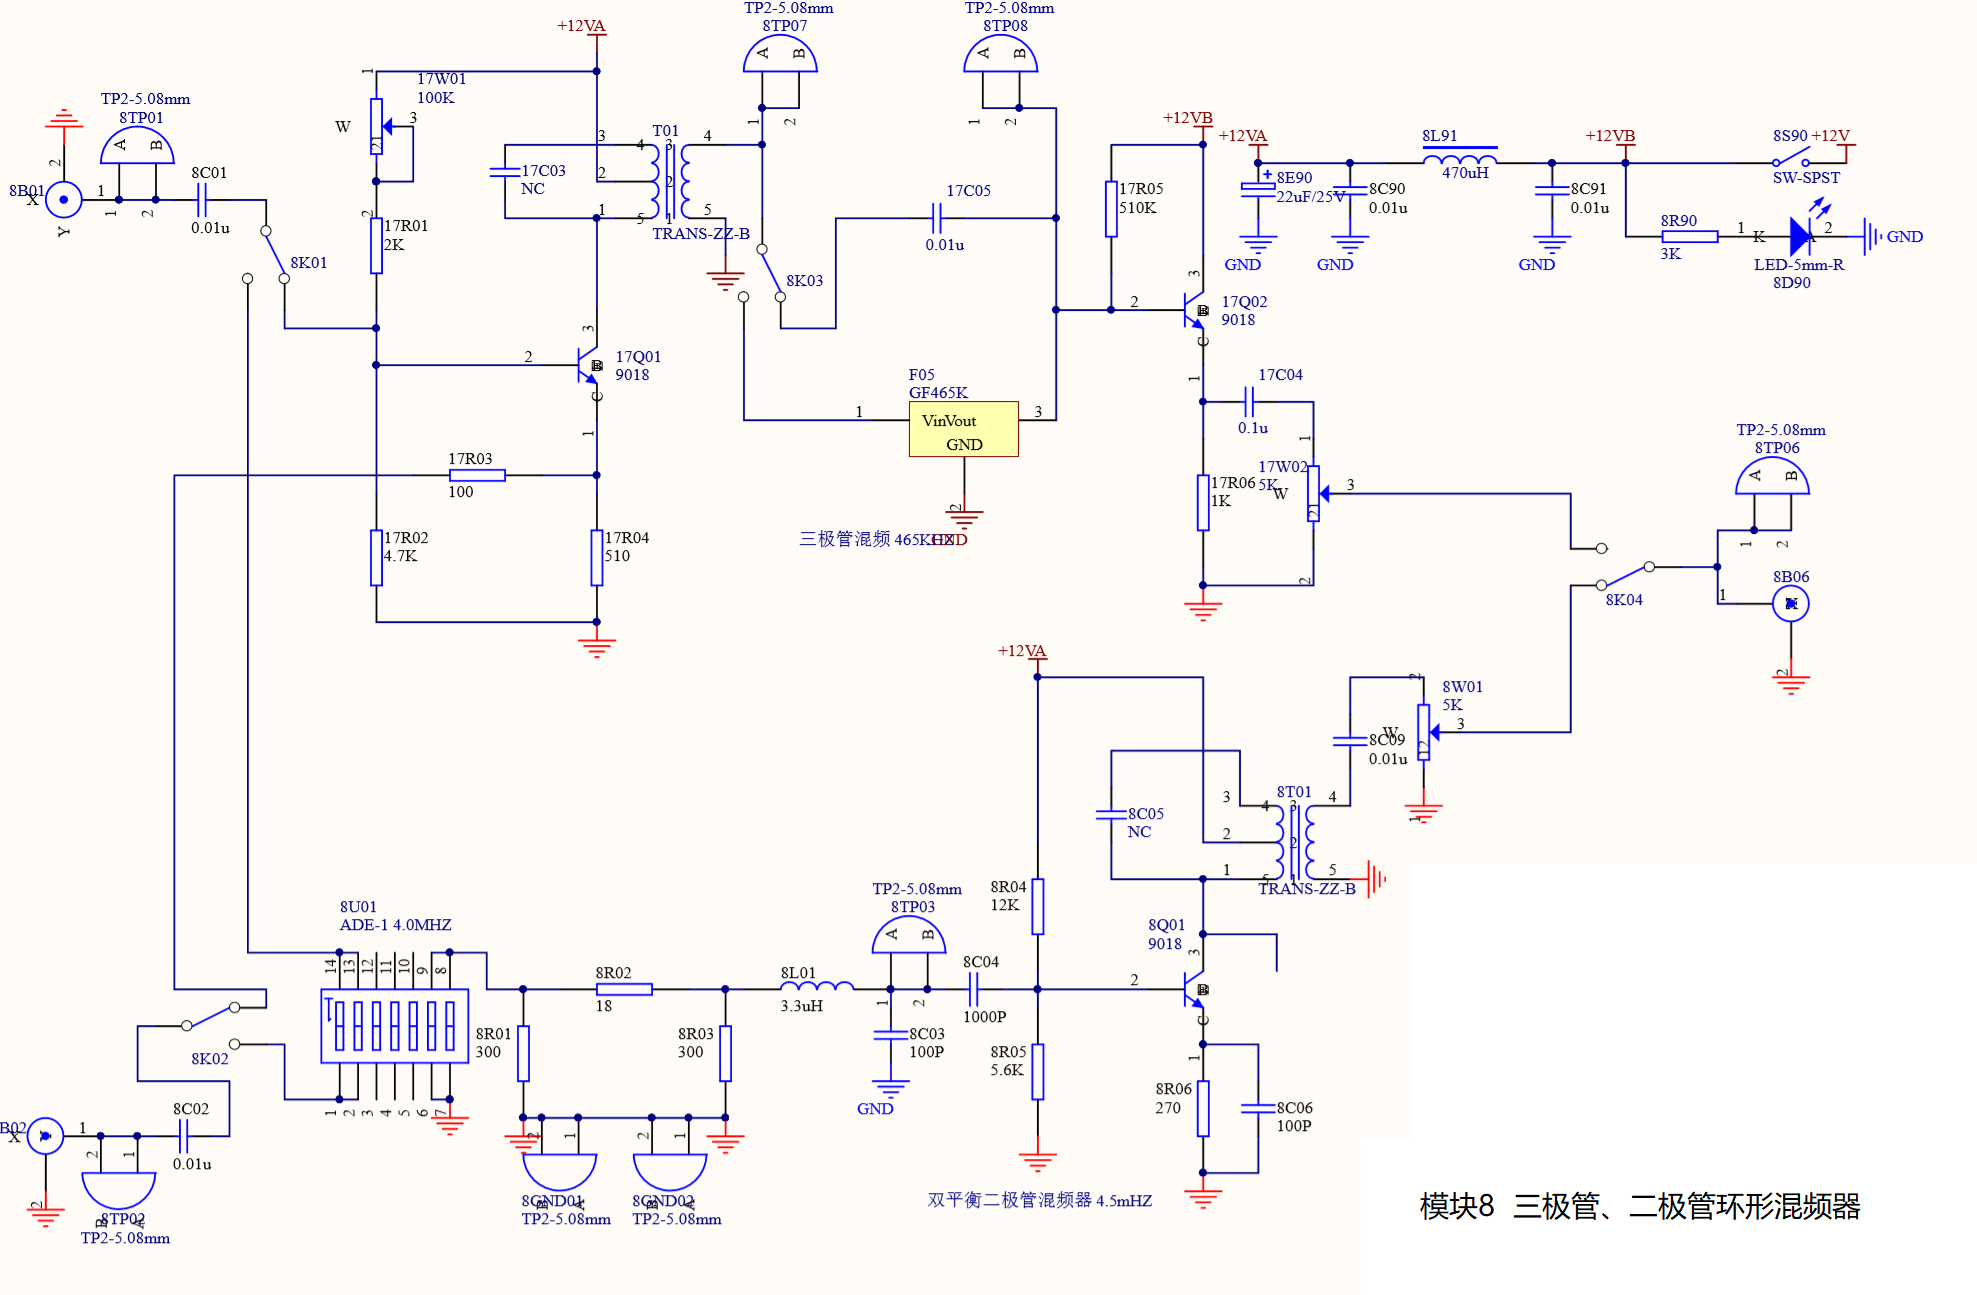 TP2-5.08mm
8TP07
TP2-5.08mm
8TP08
+12VA
A
B
A
B
1
17W01
100K
TP2-5.08mm
8TP01
W
3
21
1
2
1
2
+12VB
+12VA
8L91
470uH
+12VB
8S90
+12V
SW-SPST
A
B
T01
3
4
3
4
2
2
1
5
1
5
TRANS-ZZ-B
17C03
NC
2
8B01
X
1
Y
1
2
8C01
0.01u
2
17R01
2K
8K01
8K03
17C05
0.01u
17R05
510K
8E90
22uF/25V
8C90
0.01u
8C91
0.01u
8R90
3K
1
K
A
2
GND
LED-5mm-R
8D90
GND
GND
GND
3
2
B
E
17Q02
9018
C
1
3
2
B
E
17Q01
9018
C
1
F05
GF465K
1
VinVout
3
GND
2
GND
三极管混频 465KHZ
17C04
0.1u
1
17W02
5K
W
3
21
2
17R06
1K
17R03
100
17R02
4.7K
17R04
510
TP2-5.08mm
8TP06
A
B
1
2
8K04
8B06
1
2
+12VA
2
8W01
5K
W
3
12
1
8C09
0.01u
8C05
NC
8T01
3
4
3
4
2
2
1
5
1
5
TRANS-ZZ-B
8R04
12K
8Q01
9018
3
2
B
E
C
1
8U01
ADE-1 4.0MHZ
14
13
12
11
10
9
8
1
2
3
4
5
6
7
8K02
8R01
300
8R02
18
8R03
300
8L01
3.3uH
TP2-5.08mm
8TP03
A
B
1
2
8C04
1000P
8C03
100P
GND
8R05
5.6K
8R06
270
8C06
100P
B02
X
1
2
2
1
8C02
0.01u
8TP02
B
A
TP2-5.08mm
2
1
2
1
8GND01
B
A
TP2-5.08mm
8GND02
B
A
TP2-5.08mm
双平衡二极管混频器 4.5mHZ
模块8 三极管、二极管环形混频器